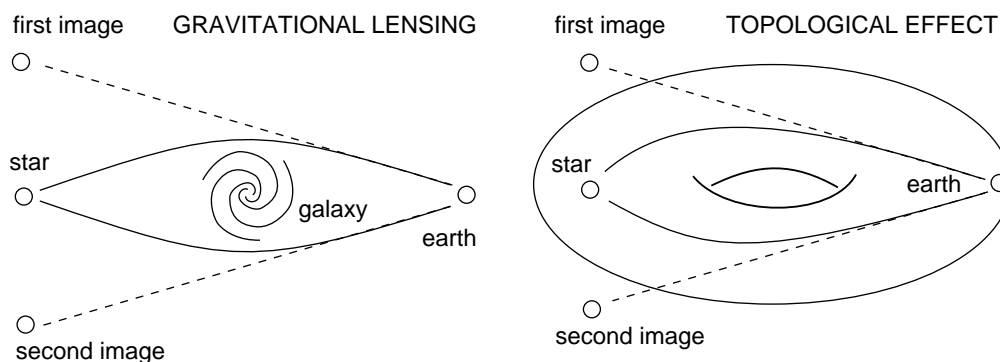 first image
GRAVITATIONAL LENSING
star
galaxy
earth
second image
first image
TOPOLOGICAL EFFECT
star
earth
second image